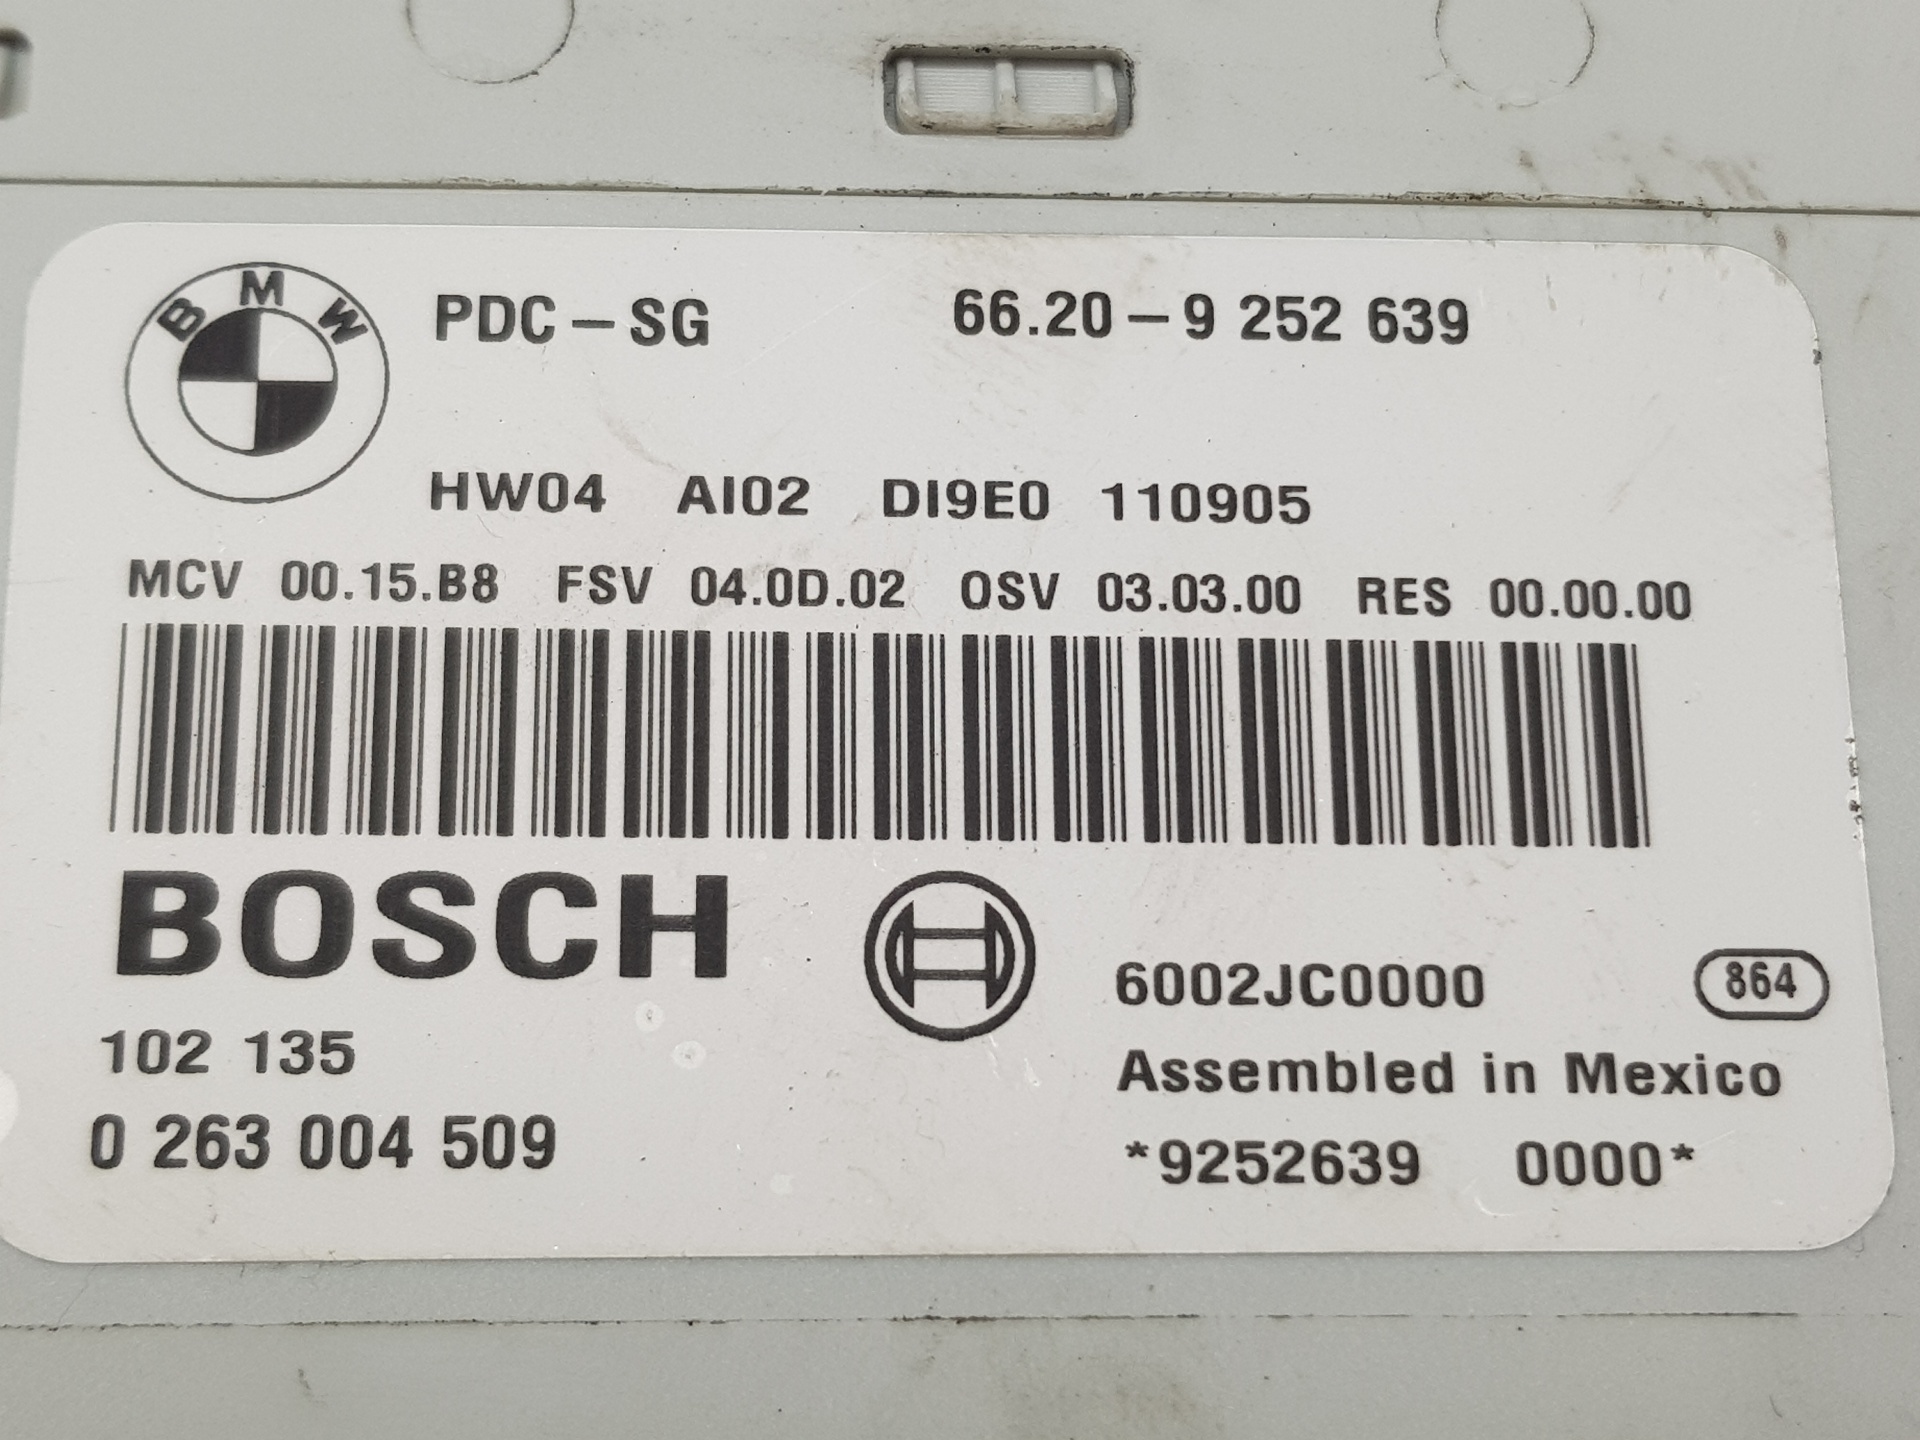 BMW
PDC-SG 66.20-9 252 639
HW04 AI02 DI9E0 110905
MCV 00.15.B8 FSV 04.0D.02 OSV 03.03.00 RES 00.00.00
BOSCH
6002JC0000 864
102 135
Assembled in Mexico
0 263 004 509
*9252639 0000*